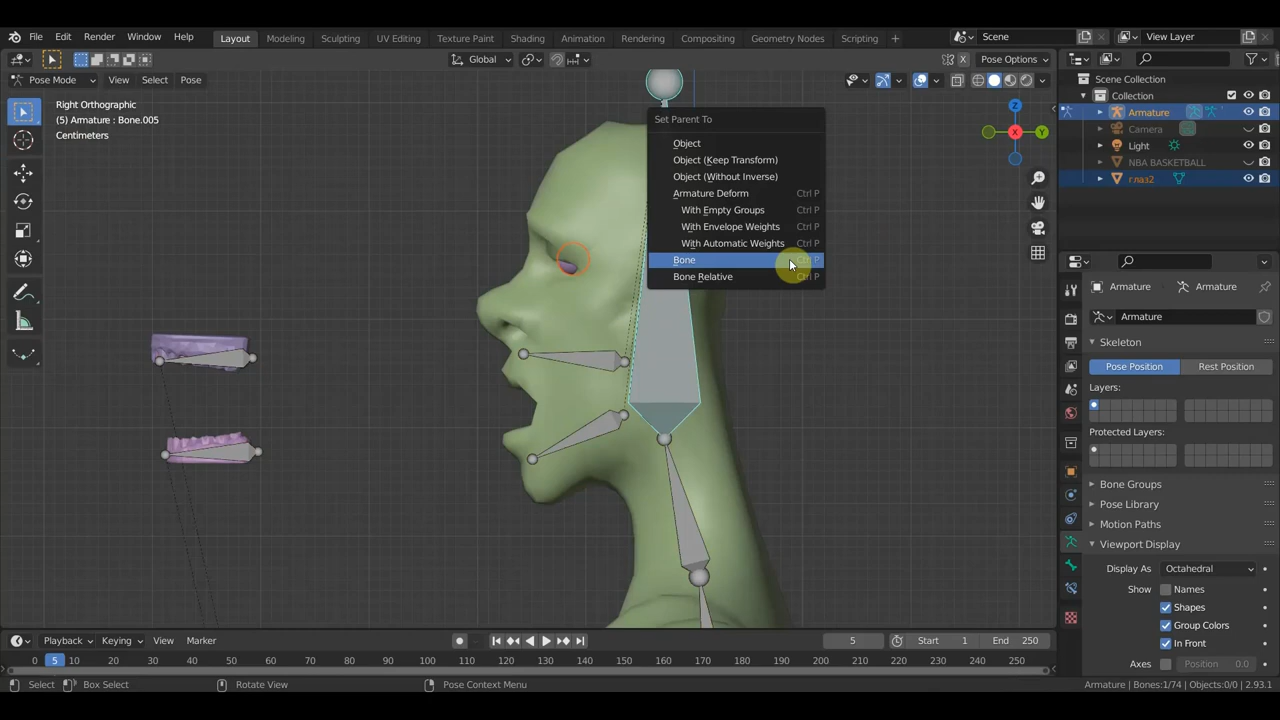 File Edit Render Window Help
Layout Modeling Sculpting UV Editing Texture Paint Shading Animation Rendering Compositing Geometry Nodes Scripting +
Scene
View Layer
Global
Pose Options
Pose Mode View Select Pose
Right Orthographic
(5) Armature : Bone.005
Centimeters
Set Parent To
Object
Object (Keep Transform)
Object (Without Inverse)
Armature Deform Ctrl P
With Empty Groups Ctrl P
With Envelope Weights Ctrl P
With Automatic Weights Ctrl P
Bone Ctrl P
Bone Relative Ctrl P
Z
X
Y
Scene Collection
Collection
Armature
Camera
Light
NBA BASKETBALL
глаз2
Armature Armature
Armature
Skeleton
Pose Position Rest Position
Layers:
Protected Layers:
Bone Groups
Pose Library
Motion Paths
Viewport Display
Display As Octahedral
Show Names
Shapes
Group Colors
In Front
Axes Position 0.0
Playback Keying View Marker
5 Start 1 End 250
0 5 10 20 30 40 50 60 70 80 90 100 110 120 130 140 150 160 170 180 190 200 210 220 230 240 250
Select Box Select Rotate View Pose Context Menu
Armature | Bones:1/74 | Objects:0/0 | 2.93.1